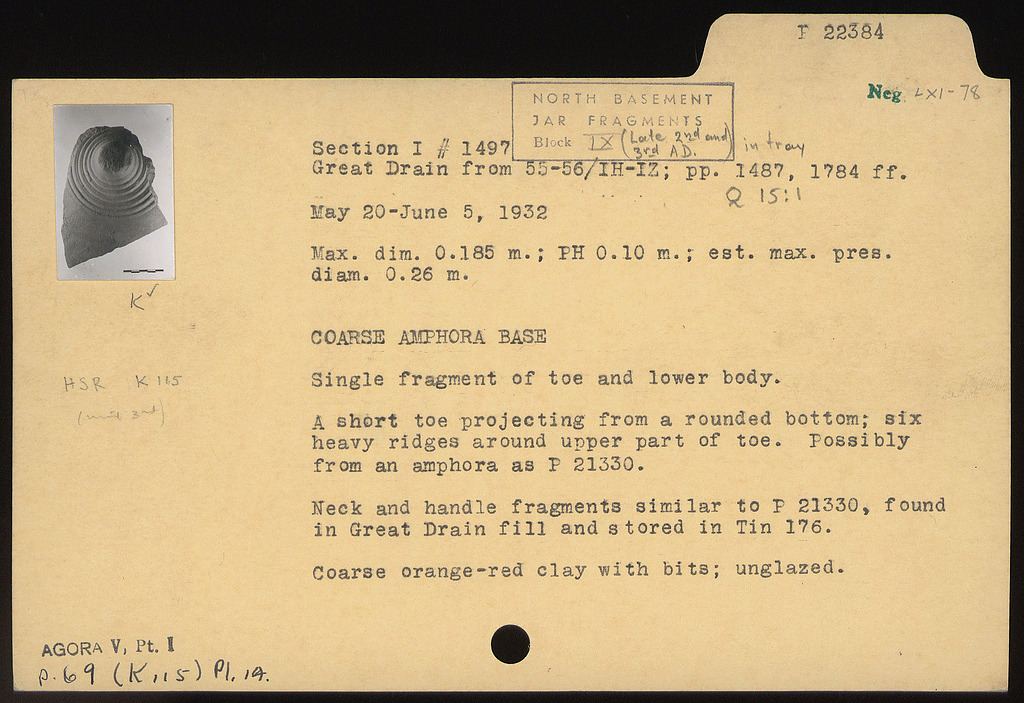 P 22384
Neg LXI-78
NORTH BASEMENT
JAR FRAGMENTS
Block IX (Late 2nd and
3rd AD.)
in tray
Section I # 1497
Great Drain from 55-56/IH-IZ; pp. 1487, 1784 ff.
Q 15:1
May 20-June 5, 1932
Max. dim. 0.185 m.; PH 0.10 m.; est. max. pres.
diam. 0.26 m.
K✓
COARSE AMPHORA BASE
HSR K 115
(mid 3rd)
Single fragment of toe and lower body.
A short toe projecting from a rounded bottom; six
heavy ridges around upper part of toe. Possibly
from an amphora as P 21330.
Neck and handle fragments similar to P 21330, found
in Great Drain fill and stored in Tin 176.
Coarse orange-red clay with bits; unglazed.
AGORA V, Pt. I
p. 69 (K 115) Pl. 14.